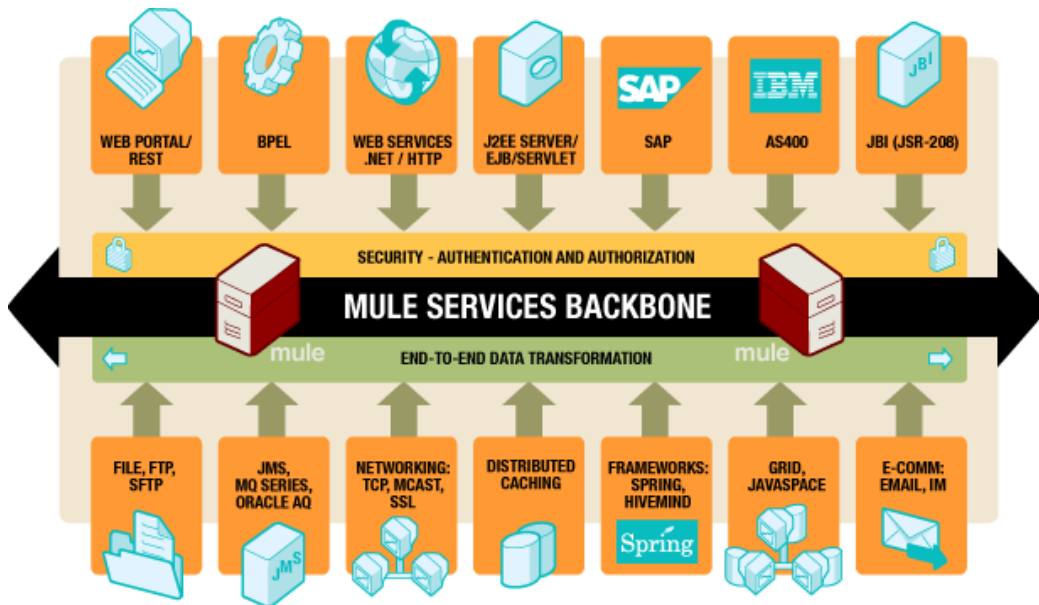 WEB PORTAL/
REST
BPEL
WEB SERVICES
.NET / HTTP
J2EE SERVER/
EJB/SERVLET
SAP
SAP
IBM
AS400
JBI
JBI (JSR-208)
SECURITY - AUTHENTICATION AND AUTHORIZATION
MULE SERVICES BACKBONE
mule
END-TO-END DATA TRANSFORMATION
mule
FILE, FTP,
SFTP
JMS,
MQ SERIES,
ORACLE AQ
JMS
NETWORKING:
TCP, MCAST,
SSL
DISTRIBUTED
CACHING
FRAMEWORKS:
SPRING,
HIVEMIND
Spring
GRID,
JAVASPACE
E-COMM:
EMAIL, IM